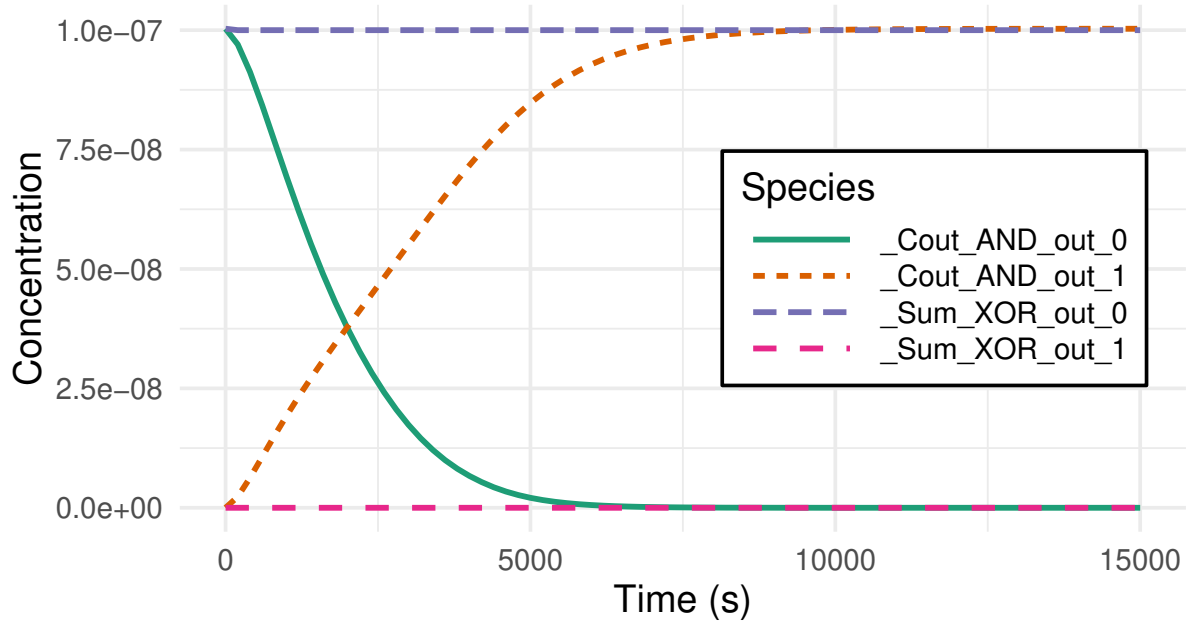 Concentration
1.0e−07
7.5e−08
5.0e−08
2.5e−08
0.0e+00
Species
_Cout_AND_out_0
_Cout_AND_out_1
_Sum_XOR_out_0
_Sum_XOR_out_1
0
5000
10000
15000
Time (s)